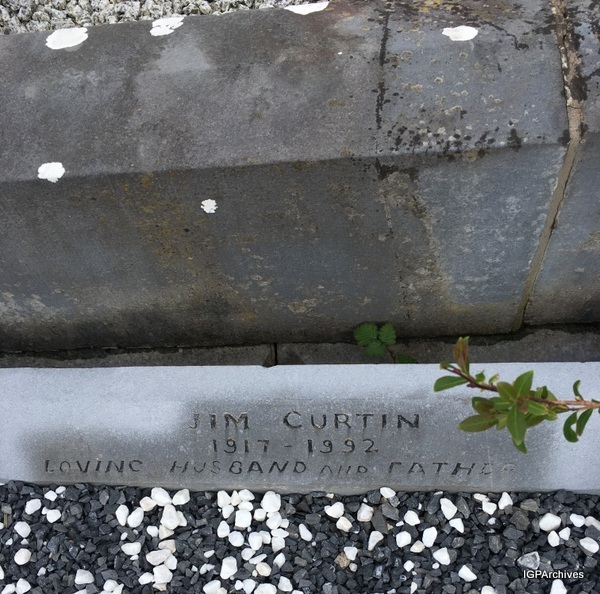 JIM CURTIN
1917 - 1992
LOVING HUSBAND AND FATHER
IGPArchives